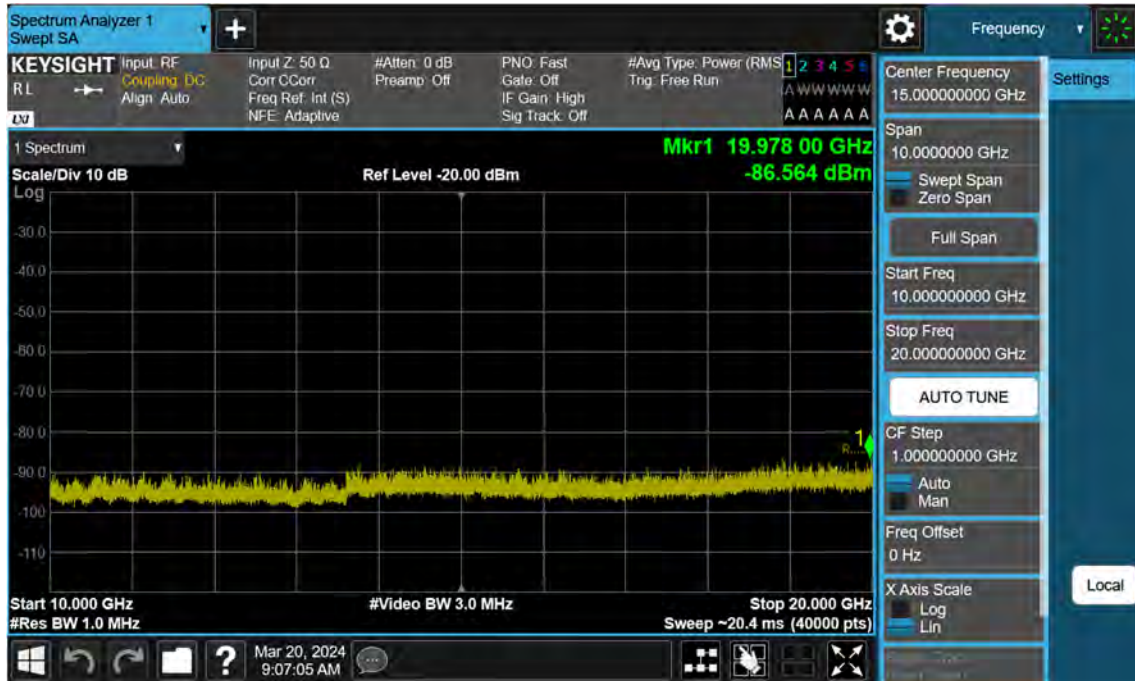 Spectrum Analyzer 1
Swept SA
Frequency
KEYSIGHT
RL
LXI
Input: RF
Coupling: DC
Align: Auto
Input Z: 50 Ω
Corr CCorr
Freq Ref: Int (S)
NFE: Adaptive
#Atten: 0 dB
Preamp: Off
PNO: Fast
Gate: Off
IF Gain: High
Sig Track: Off
#Avg Type: Power (RMS
Trig: Free Run
1 2 3 4 5 6
A W W W W W
A A A A A A
1 Spectrum
Mkr1 19.978 00 GHz
Scale/Div 10 dB
Ref Level -20.00 dBm
-86.564 dBm
Log
-30.0
-40.0
-50.0
-60.0
-70.0
-80.0
-90.0
-100
-110
1
Start 10.000 GHz
#Video BW 3.0 MHz
Stop 20.000 GHz
#Res BW 1.0 MHz
Sweep ~20.4 ms (40000 pts)
?
Mar 20, 2024
9:07:05 AM
Center Frequency
15.000000000 GHz
Settings
Span
10.0000000 GHz
Swept Span
Zero Span
Full Span
Start Freq
10.000000000 GHz
Stop Freq
20.000000000 GHz
AUTO TUNE
CF Step
1.000000000 GHz
Auto
Man
Freq Offset
0 Hz
X Axis Scale
Log
Lin
Local